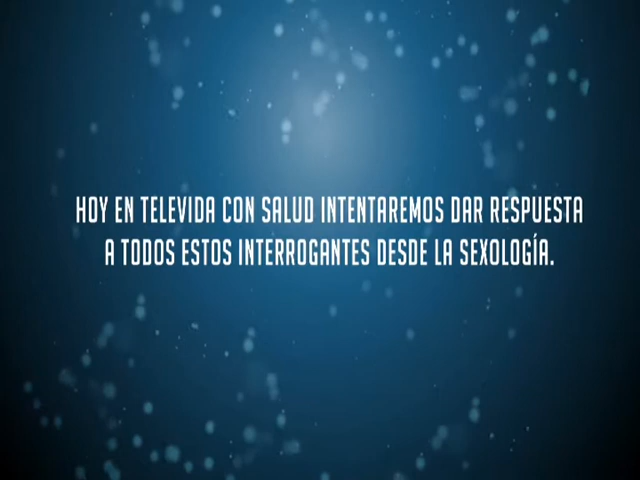 HOY EN TELEVIDA CON SALUD INTENTAREMOS DAR RESPUESTA
A TODOS ESTOS INTERROGANTES DESDE LA SEXOLOGÍA.